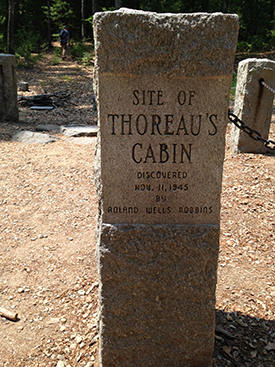 SITE OF
THOREAU'S
CABIN
DISCOVERED
NOV. 11, 1945
BY
ROLAND WELLS ROBBINS